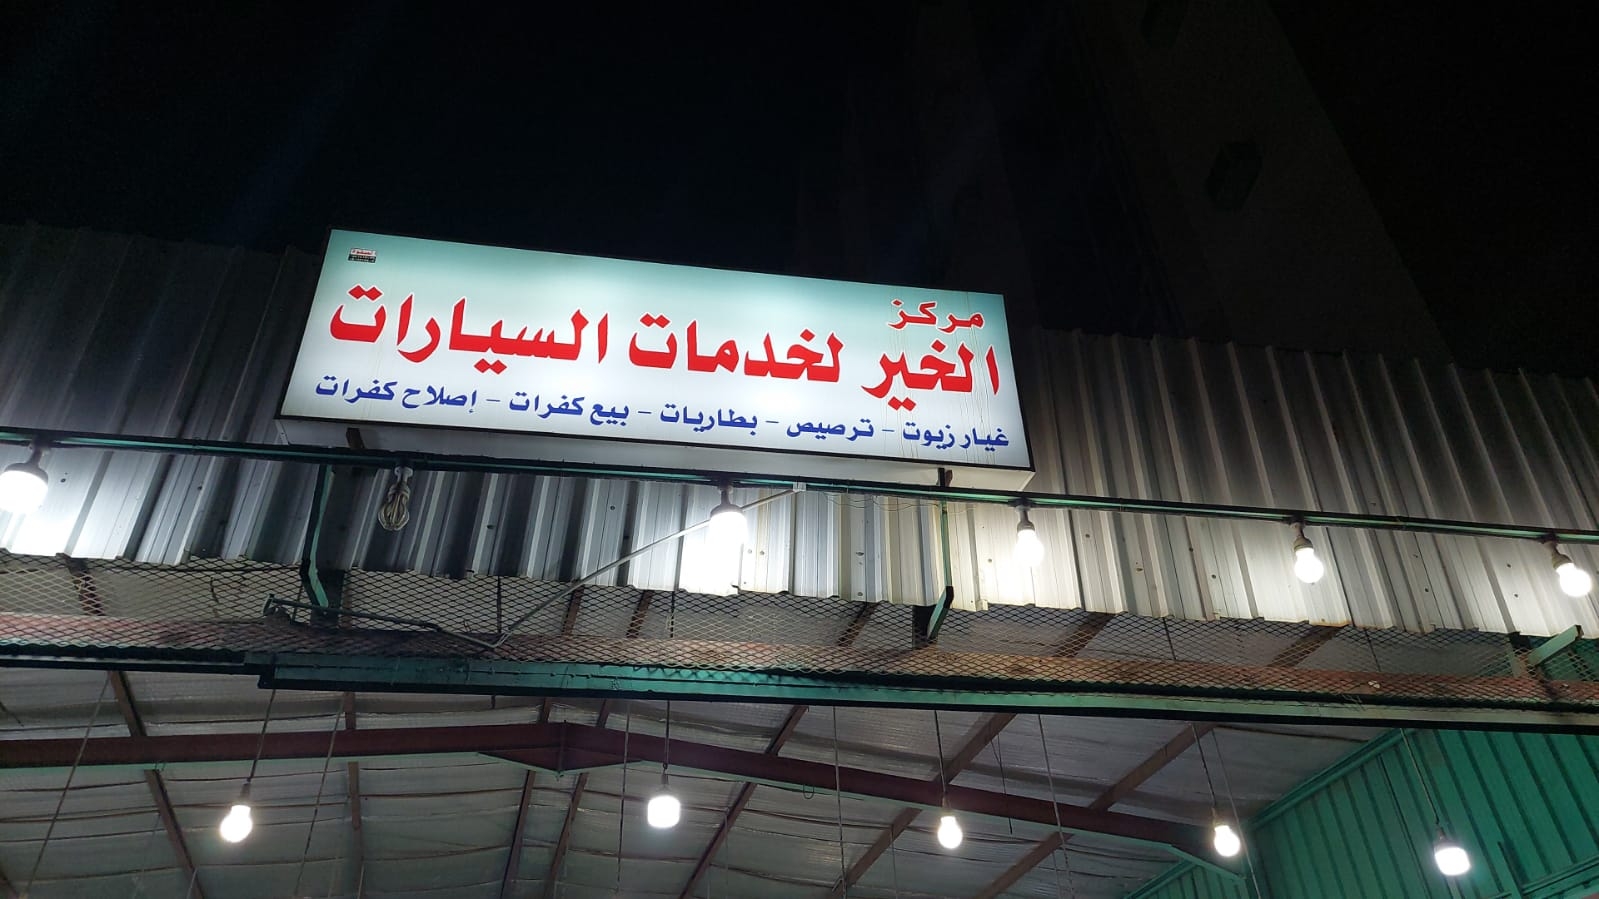 مركز
الخير لخدمات السيارات
غيار زيوت - ترصيص - بطاريات - بيع كفرات - إصلاح كفرات